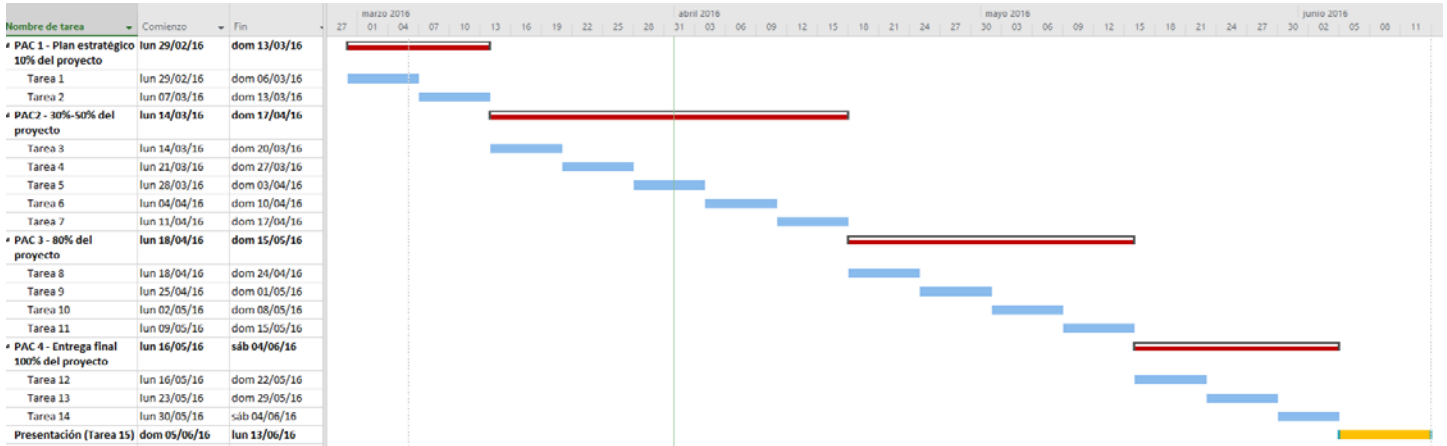 marzo 2016 abril 2016 mayo 2016 junio 2016
Nombre de tarea Comienzo Fin 27 01 04 07 10 13 16 19 22 25 28 31 03 06 09 12 15 18 21 24 27 30 03 06 09 12 15 18 21 24 27 30 02 05 08 11
PAC 1 - Plan estratégico lun 29/02/16 dom 13/03/16
10% del proyecto
Tarea 1 lun 29/02/16 dom 06/03/16
Tarea 2 lun 07/03/16 dom 13/03/16
PAC2 - 30%-50% del lun 14/03/16 dom 17/04/16
proyecto
Tarea 3 lun 14/03/16 dom 20/03/16
Tarea 4 lun 21/03/16 dom 27/03/16
Tarea 5 lun 28/03/16 dom 03/04/16
Tarea 6 lun 04/04/16 dom 10/04/16
Tarea 7 lun 11/04/16 dom 17/04/16
PAC 3 - 80% del lun 18/04/16 dom 15/05/16
proyecto
Tarea 8 lun 18/04/16 dom 24/04/16
Tarea 9 lun 25/04/16 dom 01/05/16
Tarea 10 lun 02/05/16 dom 08/05/16
Tarea 11 lun 09/05/16 dom 15/05/16
PAC 4 - Entrega final lun 16/05/16 sáb 04/06/16
100% del proyecto
Tarea 12 lun 16/05/16 dom 22/05/16
Tarea 13 lun 23/05/16 dom 29/05/16
Tarea 14 lun 30/05/16 sáb 04/06/16
Presentación (Tarea 15) dom 05/06/16 lun 13/06/16